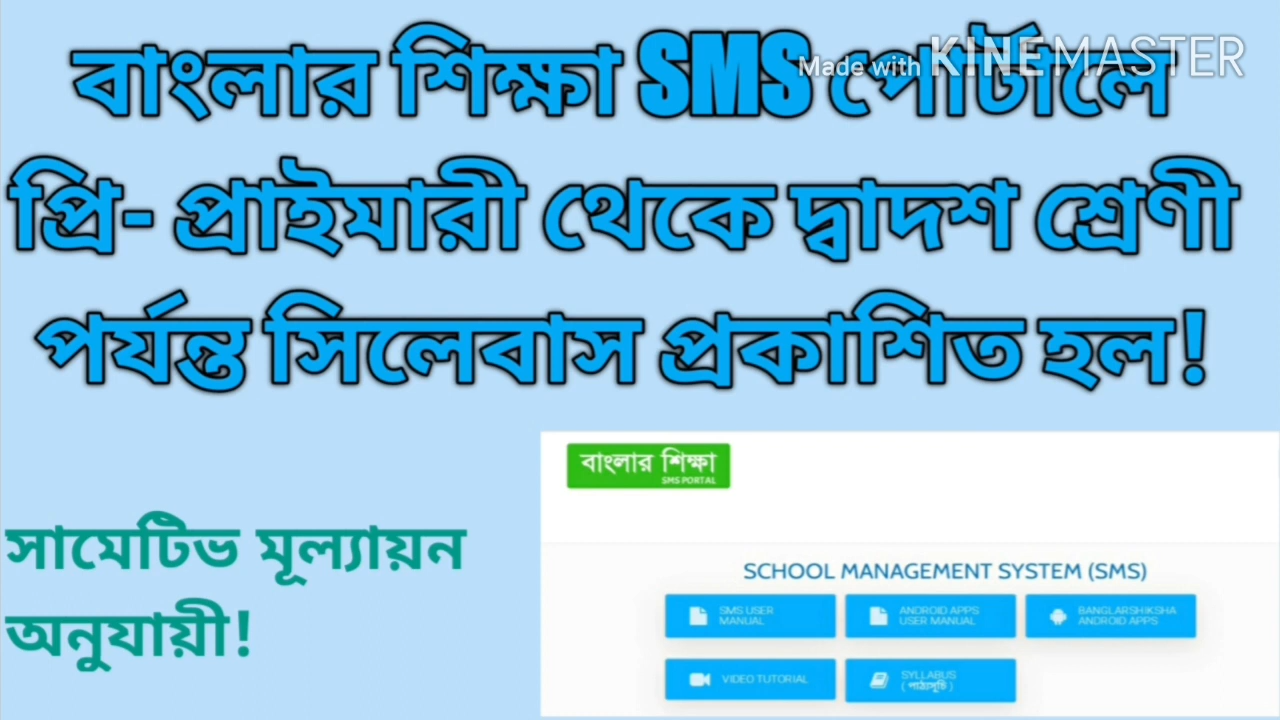 বাংলার শিক্ষা SMS পোর্টালে
Made with KINEMASTER
প্রি- প্রাইমারী থেকে দ্বাদশ শ্রেণী
পর্যন্ত সিলেবাস প্রকাশিত হল!
সামেটিভ মূল্যায়ন
অনুযায়ী!
বাংলার শিক্ষা
SMS PORTAL
SCHOOL MANAGEMENT SYSTEM (SMS)
SMS USER
MANUAL
ANDROID APPS
USER MANUAL
BANGLARSHIKSHA
ANDROID APPS
VIDEO TUTORIAL
SYLLABUS
( পাঠ্যসূচি )